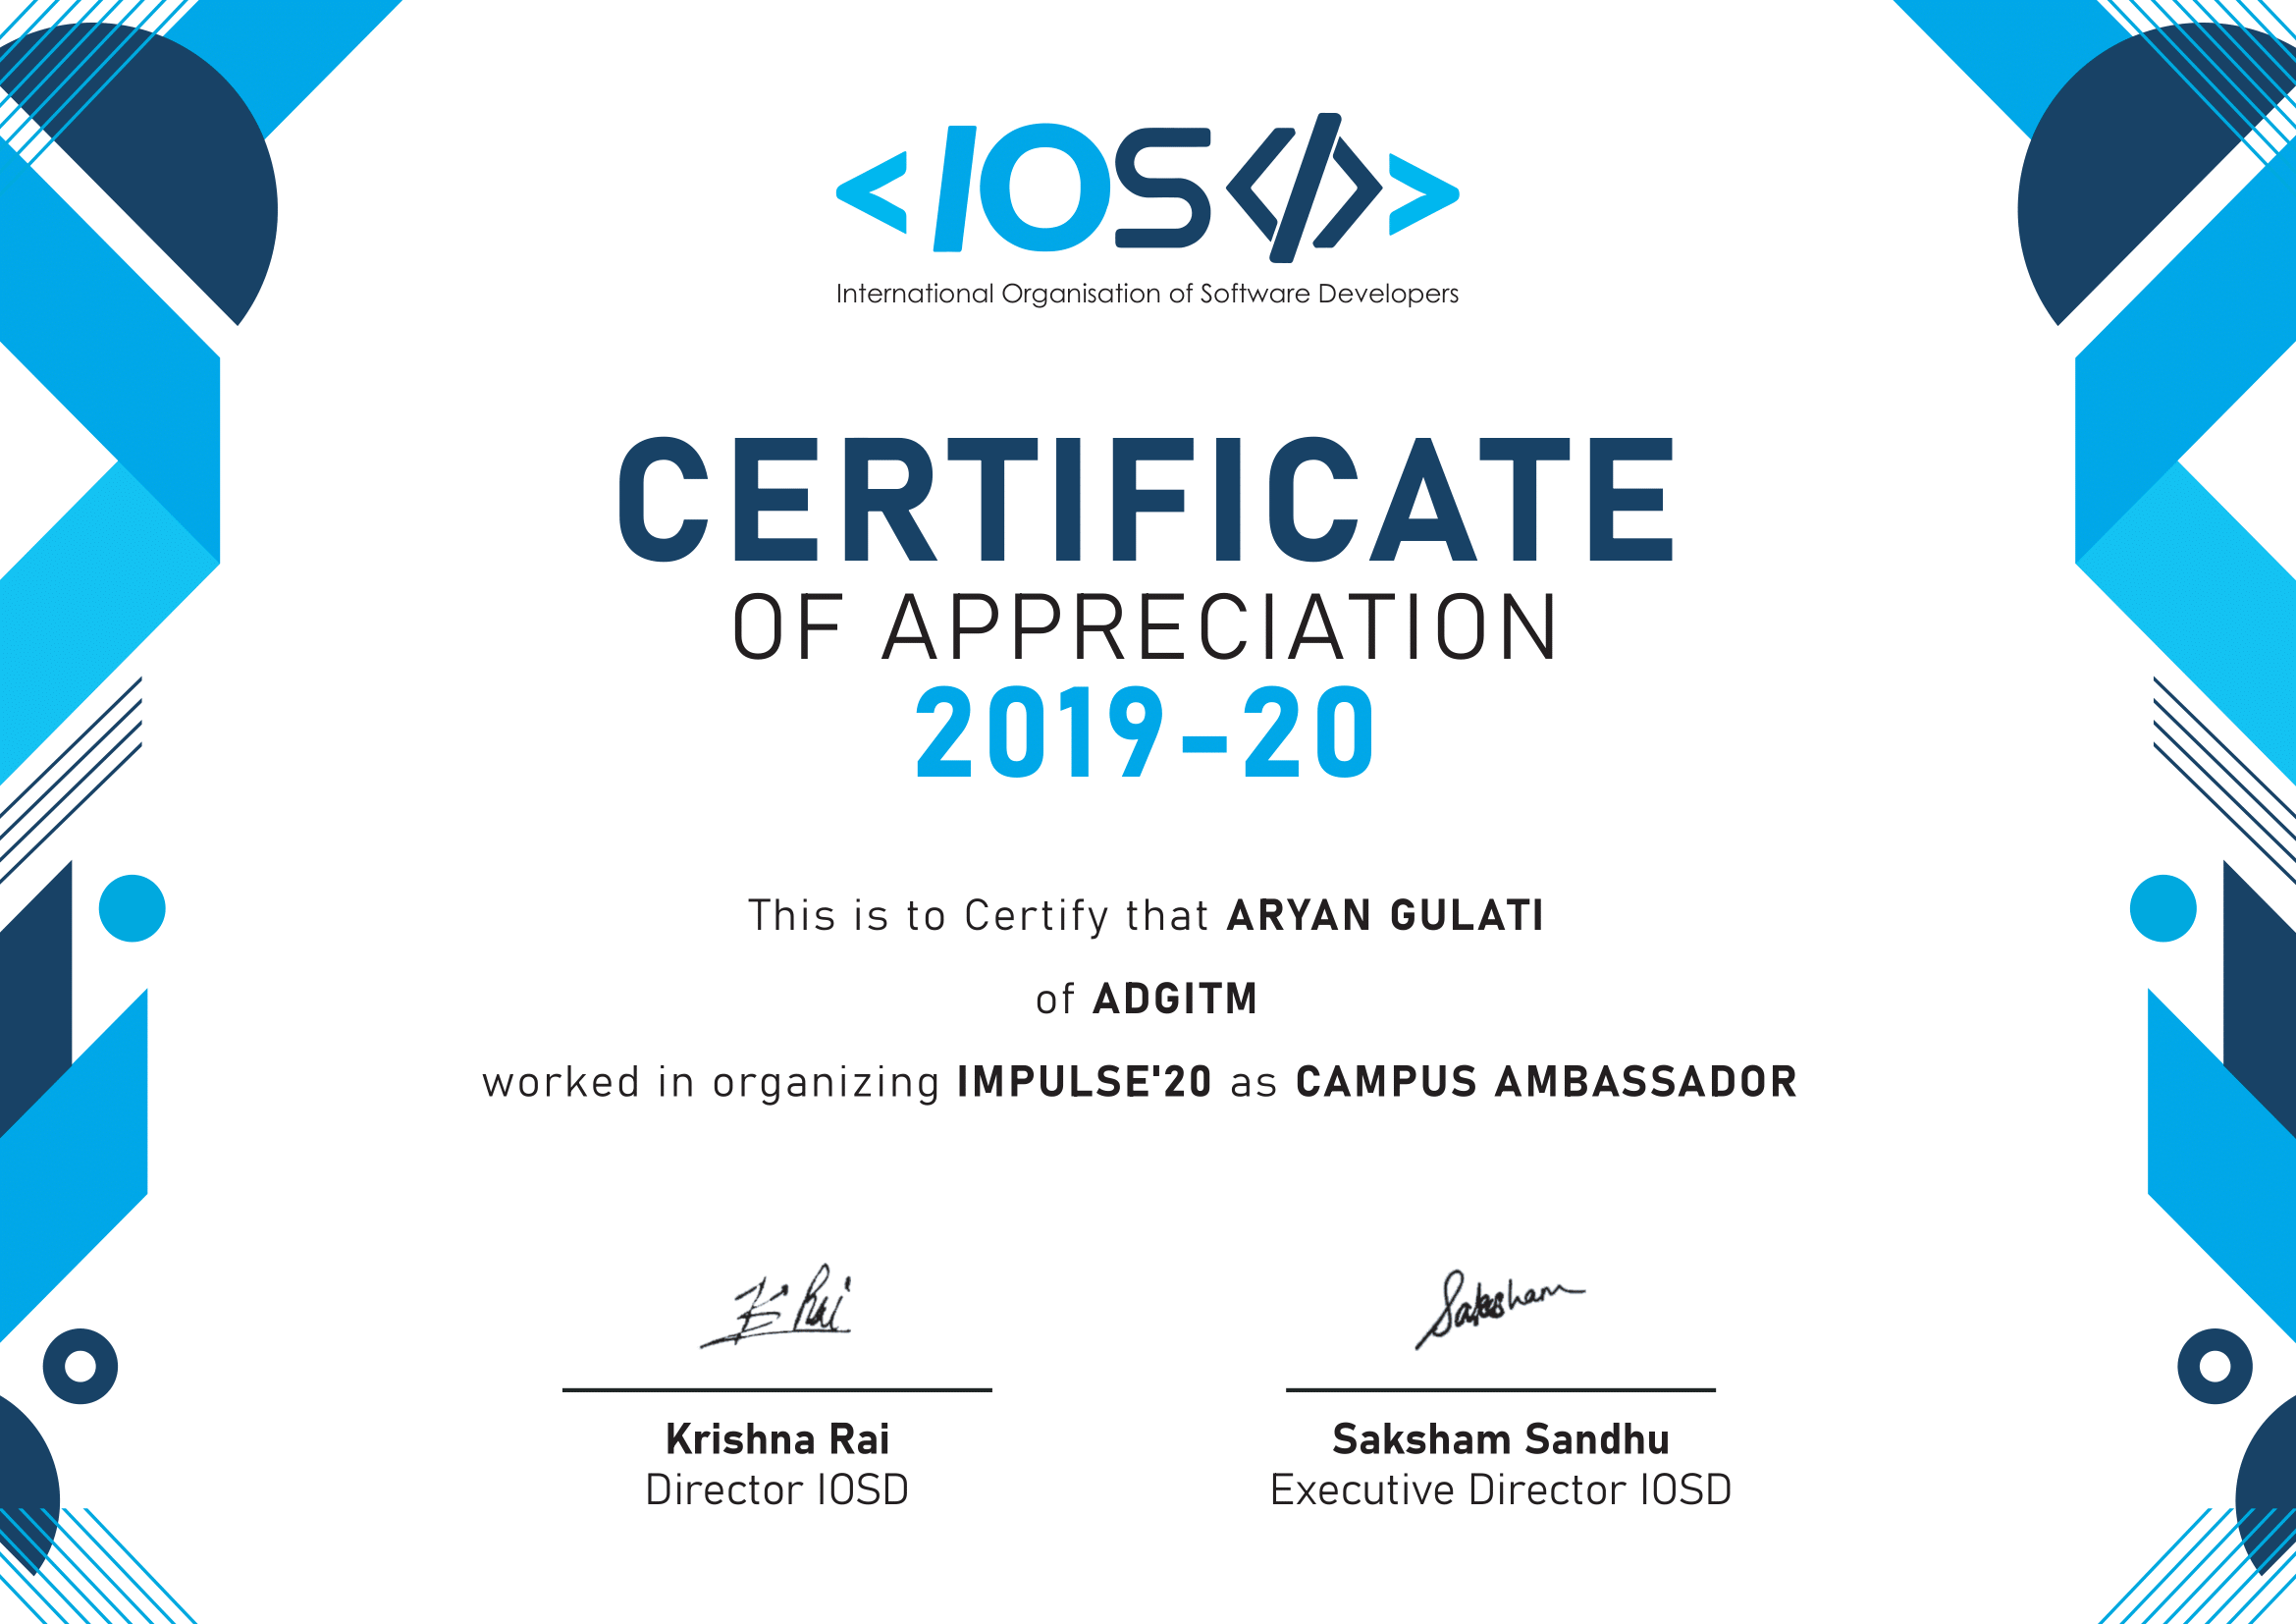 <IOS</>>
International Organisation of Software Developers
CERTIFICATE
OF APPRECIATION
2019-20
This is to Certify that ARYAN GULATI
of ADGITM
worked in organizing IMPULSE'20 as CAMPUS AMBASSADOR
K Rai Saksham
Krishna Rai Saksham Sandhu
Director IOSD Executive Director IOSD